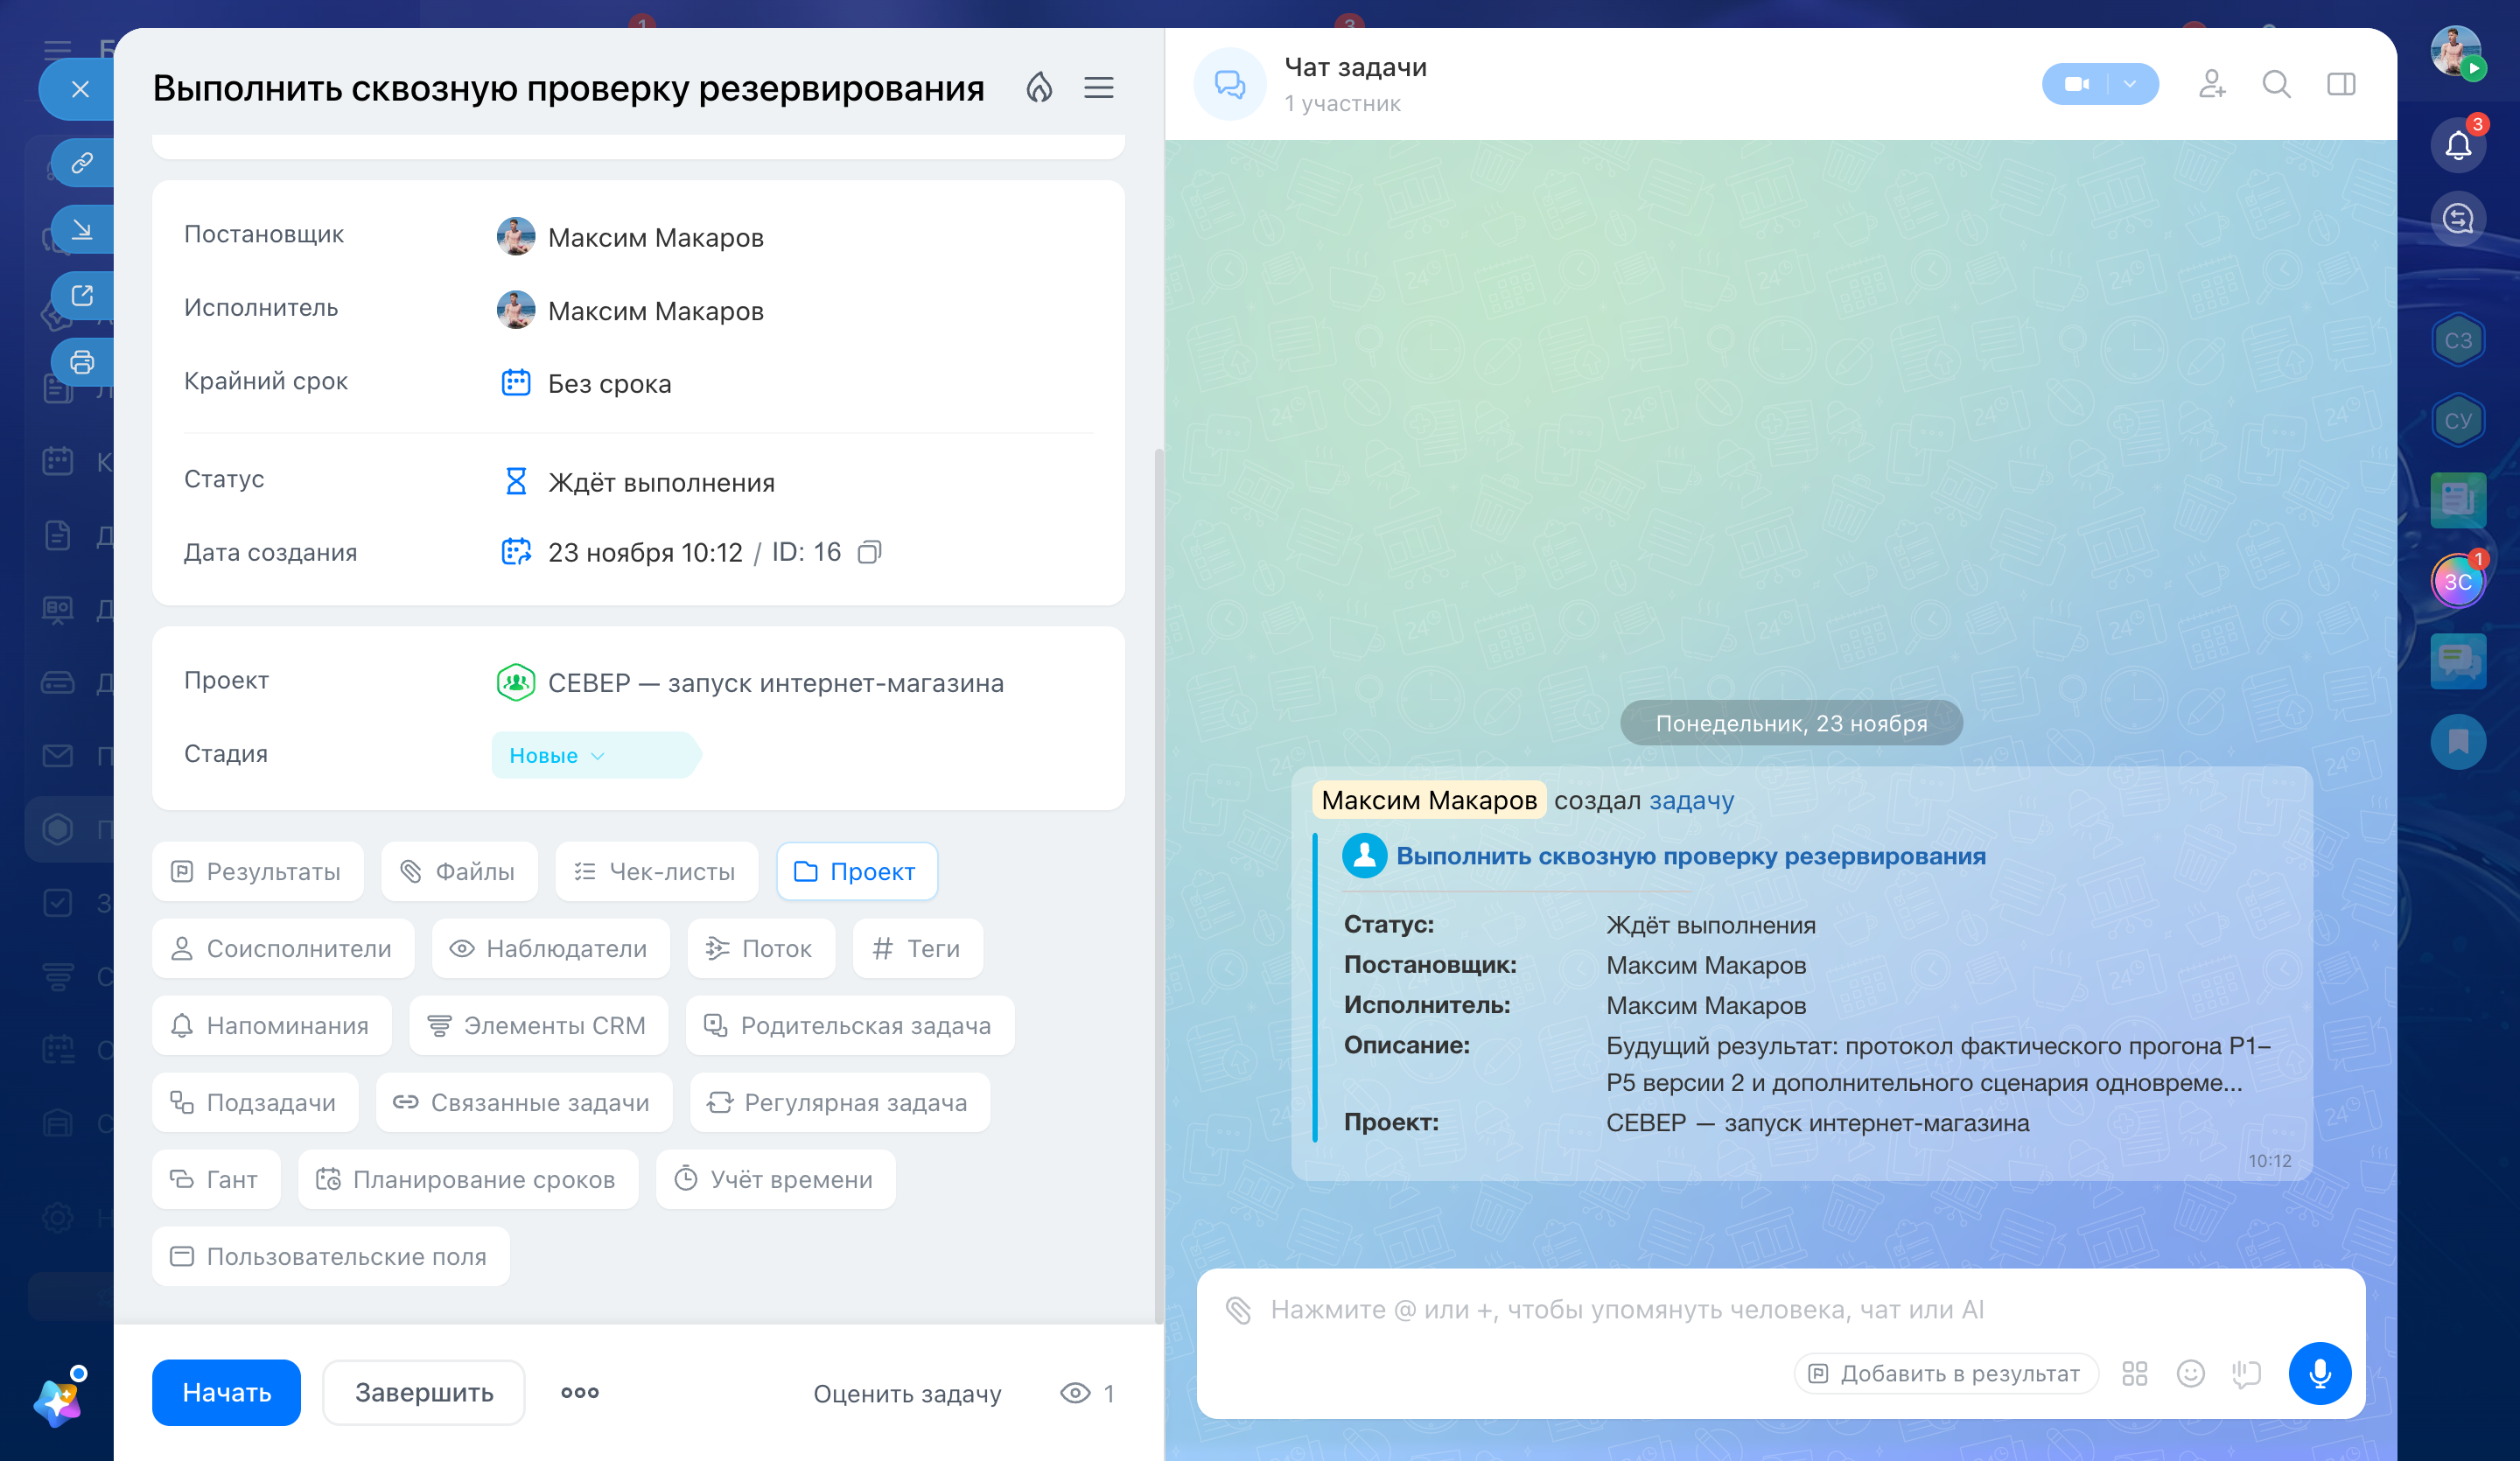 Выполнить сквозную проверку резервирования
Постановщик
Максим Макаров
Исполнитель
Максим Макаров
Крайний срок
Без срока
Статус
Ждёт выполнения
Дата создания
23 ноября 10:12 / ID: 16
Проект
СЕВЕР — запуск интернет-магазина
Стадия
Новые
Результаты
Файлы
Чек-листы
Проект
Соисполнители
Наблюдатели
Поток
Теги
Напоминания
Элементы CRM
Родительская задача
Подзадачи
Связанные задачи
Регулярная задача
Гант
Планирование сроков
Учёт времени
Пользовательские поля
Начать
Завершить
Оценить задачу
1
Чат задачи
1 участник
Понедельник, 23 ноября
Максим Макаров создал задачу
Выполнить сквозную проверку резервирования
Статус: Ждёт выполнения
Постановщик: Максим Макаров
Исполнитель: Максим Макаров
Описание: Будущий результат: протокол фактического прогона Р1–
Р5 версии 2 и дополнительного сценария одновреме...
Проект: СЕВЕР — запуск интернет-магазина
10:12
Нажмите @ или +, чтобы упомянуть человека, чат или AI
Добавить в результат
3
СЗ
СУ
ЗС
1